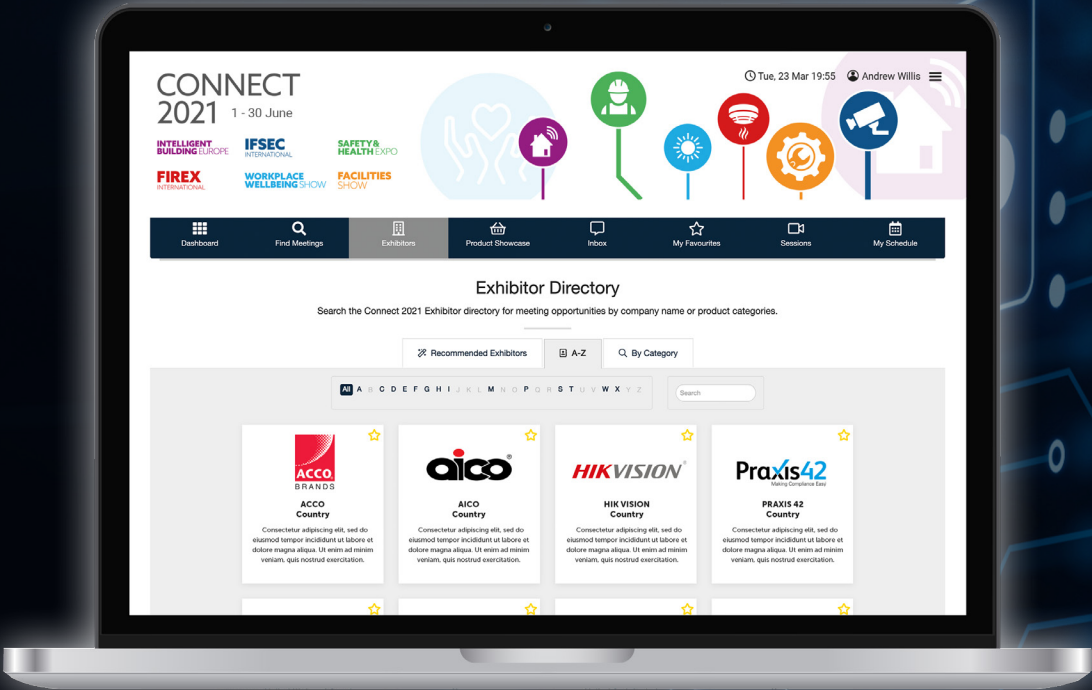 CONNECT
2021 1 - 30 June
Tue, 23 Mar 19:55 Andrew Willis
INTELLIGENT
BUILDING EUROPE
IFSEC
INTERNATIONAL
SAFETY &
HEALTH EXPO
FIREX
INTERNATIONAL
WORKPLACE
WELLBEING SHOW
FACILITIES
SHOW
Dashboard Find Meetings Exhibitors Product Showcase Inbox My Favourites Sessions My Schedule
Exhibitor Directory
Search the Connect 2021 Exhibitor directory for meeting opportunities by company name or product categories.
Recommended Exhibitors A-Z By Category
All A B C D E F G H I J K L M N O P Q R S T U V W X Y Z Search
ACCO
BRANDS
ACCO
Country
Consectetur adipiscing elit, sed do
eiusmod tempor incididunt ut labore et
dolore magna aliqua. Ut enim ad minim
veniam, quis nostrud exercitation.
aico
AICO
Country
Consectetur adipiscing elit, sed do
eiusmod tempor incididunt ut labore et
dolore magna aliqua. Ut enim ad minim
veniam, quis nostrud exercitation.
HIKVISION
HIK VISION
Country
Consectetur adipiscing elit, sed do
eiusmod tempor incididunt ut labore et
dolore magna aliqua. Ut enim ad minim
veniam, quis nostrud exercitation.
Praxis42
Making Compliance Easy
PRAXIS 42
Country
Consectetur adipiscing elit, sed do
eiusmod tempor incididunt ut labore et
dolore magna aliqua. Ut enim ad minim
veniam, quis nostrud exercitation.